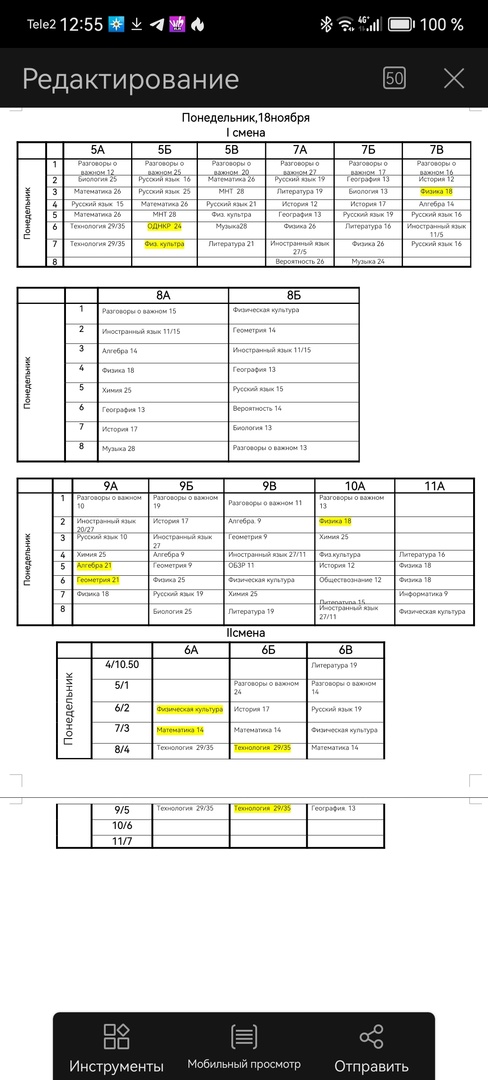 Tele2 12:55 4G+ 100 %
Редактирование 50
Понедельник,18ноября
I смена
5А 5Б 5В 7А 7Б 7В
Понедельник
1 Разговоры о важном 12 Разговоры о важном 25 Разговоры о важном 20 Разговоры о важном 27 Разговоры о важном 17 Разговоры о важном 16
2 Биология 25 Русский язык 16 Математика 26 Русский язык 19 География 13 История 12
3 Математика 26 Русский язык 25 МНТ 28 Литература 19 Биология 13 Физика 18
4 Русский язык 15 Математика 26 Русский язык 21 История 12 История 17 Алгебра 14
5 Математика 26 МНТ 28 Физ. культура География 13 Русский язык 19 Русский язык 16
6 Технология 29/35 ОДНКР 24 Музыка28 Физика 26 Литература 16 Иностранный язык 11/5
7 Технология 29/35 Физ. культра Литература 21 Иностранный язык 27/5 Физика 26 Русский язык 16
8 Вероятность 26 Музыка 24
8А 8Б
Понедельник
1 Разговоры о важном 15 Физическая культура
2 Иностранный язык 11/15 Геометрия 14
3 Алгебра 14 Иностранный язык 11/15
4 Физика 18 География 13
5 Химия 25 Русский язык 15
6 География 13 Вероятность 14
7 История 17 Биология 13
8 Музыка 28 Разговоры о важном 13
9А 9Б 9В 10А 11А
Понедельник
1 Разговоры о важном 10 Разговоры о важном 19 Разговоры о важном 11 Разговоры о важном 13
2 Иностранный язык 20/27 История 17 Алгебра. 9 Физика 18
3 Русский язык 10 Иностранный язык 27 Геометрия 9 Химия 25
4 Химия 25 Алгебра 9 Иностранный язык 27/11 Физ.культура Литература 16
5 Алгебра 21 Геометрия 9 ОБЗР 11 История 12 Физика 18
6 Геометрия 21 Физика 25 Физическая культура Обществознание 12 Физика 18
7 Физика 18 Русский язык 19 Химия 25 Литература 15 Информатика 9
8 Биология 25 Литература 19 Иностранный язык 27/11 Физическая культура
IIсмена
6А 6Б 6В
Понедельник
4/10.50 Литература 19
5/1 Разговоры о важном 24 Разговоры о важном 14
6/2 Физическая культура История 17 Русский язык 19
7/3 Математика 14 Математика 14 Физическая культура
8/4 Технология 29/35 Технология 29/35 Математика 14
9/5 Технология 29/35 Технология 29/35 География. 13
10/6
11/7
Инструменты Мобильный просмотр Отправить